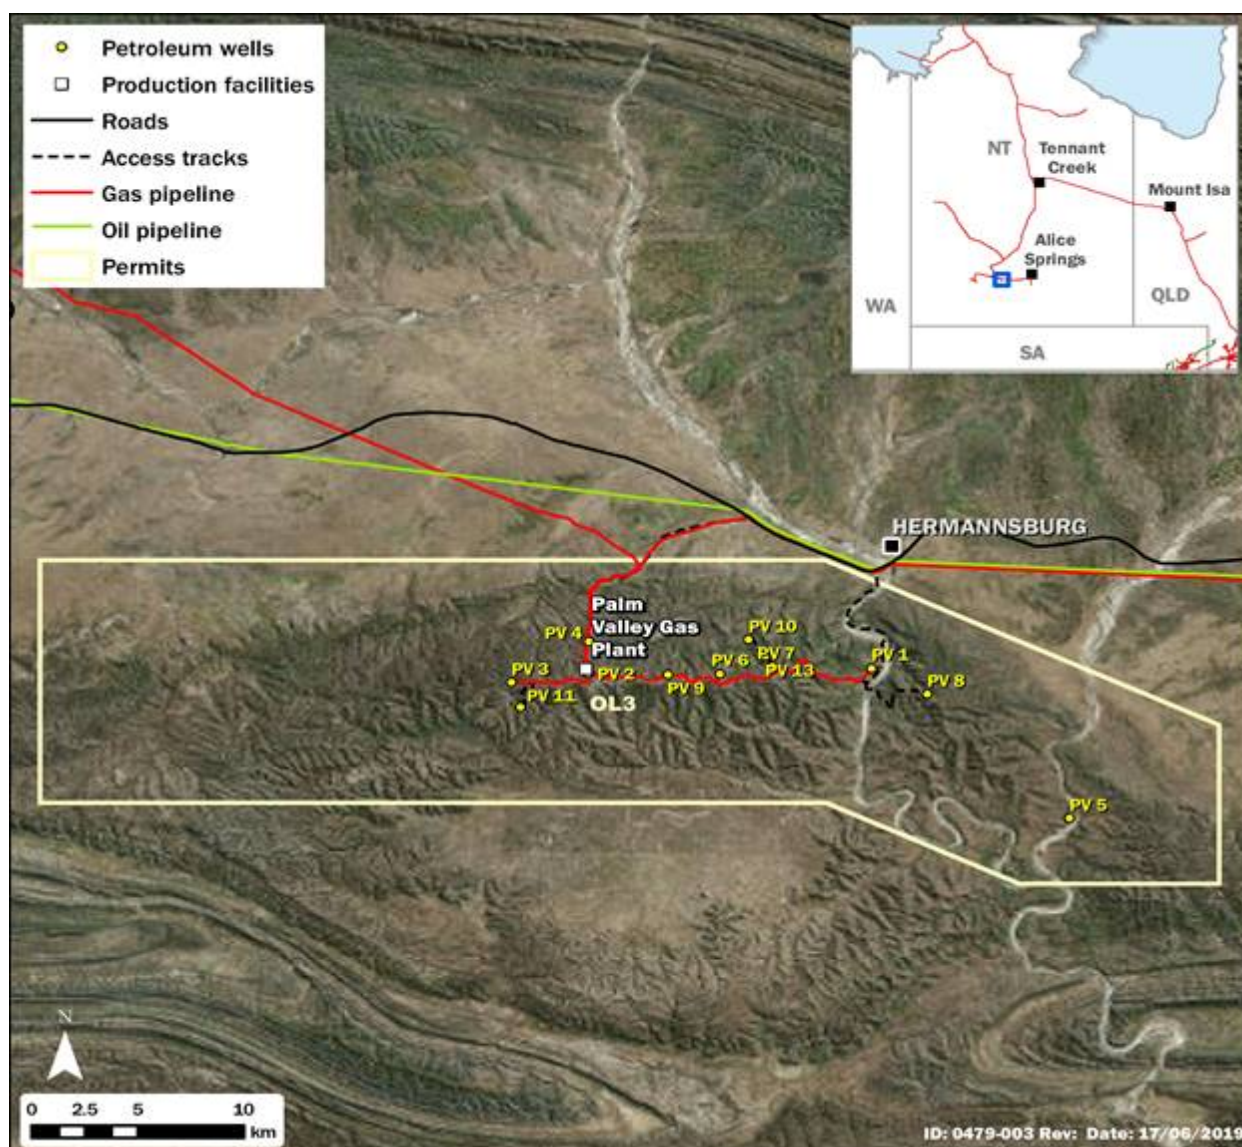 Petroleum wells
Production facilities
Roads
Access tracks
Gas pipeline
Oil pipeline
Permits
NT
Tennant
Creek
Mount Isa
Alice
Springs
WA
QLD
SA
HERMANNSBURG
Palm
Valley Gas
Plant
PV 4
PV 10
PV 7
PV 13
PV 6
PV 1
PV 3
PV 2
PV 9
PV 8
PV 11
OL3
PV 5
N
0 2.5 5 10
km
ID: 0479-003 Rev: Date: 17/06/2019